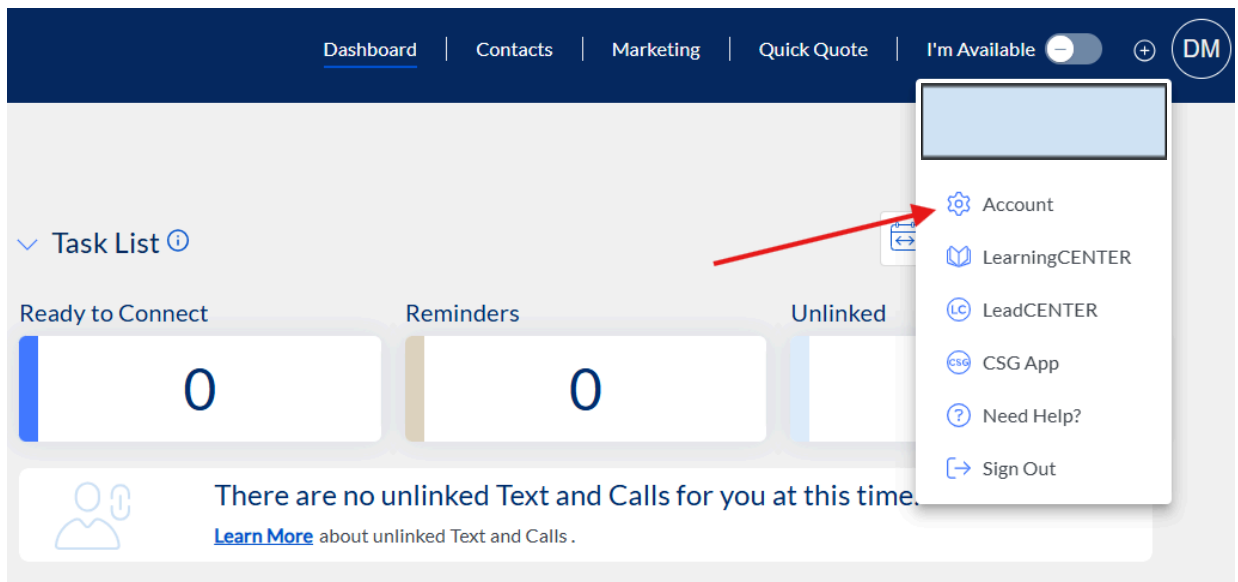 Dashboard Contacts Marketing Quick Quote I'm Available DM
Account
LearningCENTER
LC LeadCENTER
CSG CSG App
? Need Help?
Sign Out
Task List
Ready to Connect Reminders Unlinked
0 0
There are no unlinked Text and Calls for you at this time.
Learn More about unlinked Text and Calls .